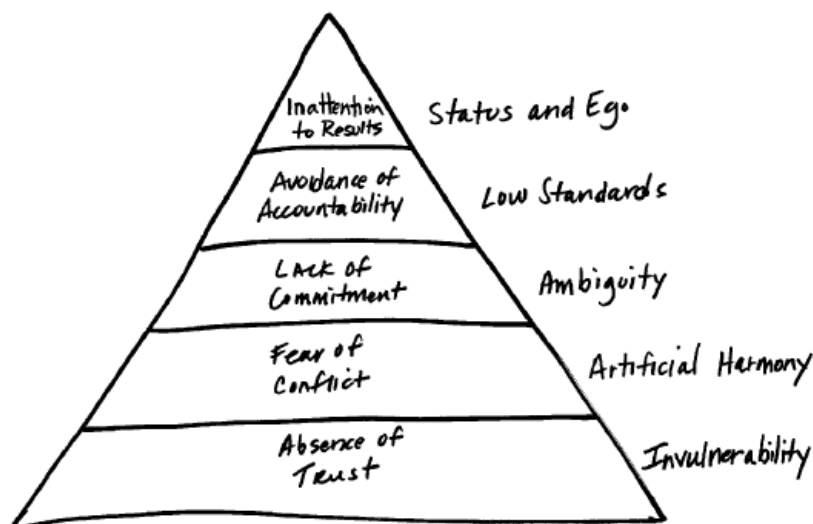 Inattention
to Results
Status and Ego
Avoidance of
Accountability
Low Standards
Lack of
Commitment
Ambiguity
Fear of
Conflict
Artificial Harmony
Absence of
Trust
Invulnerability